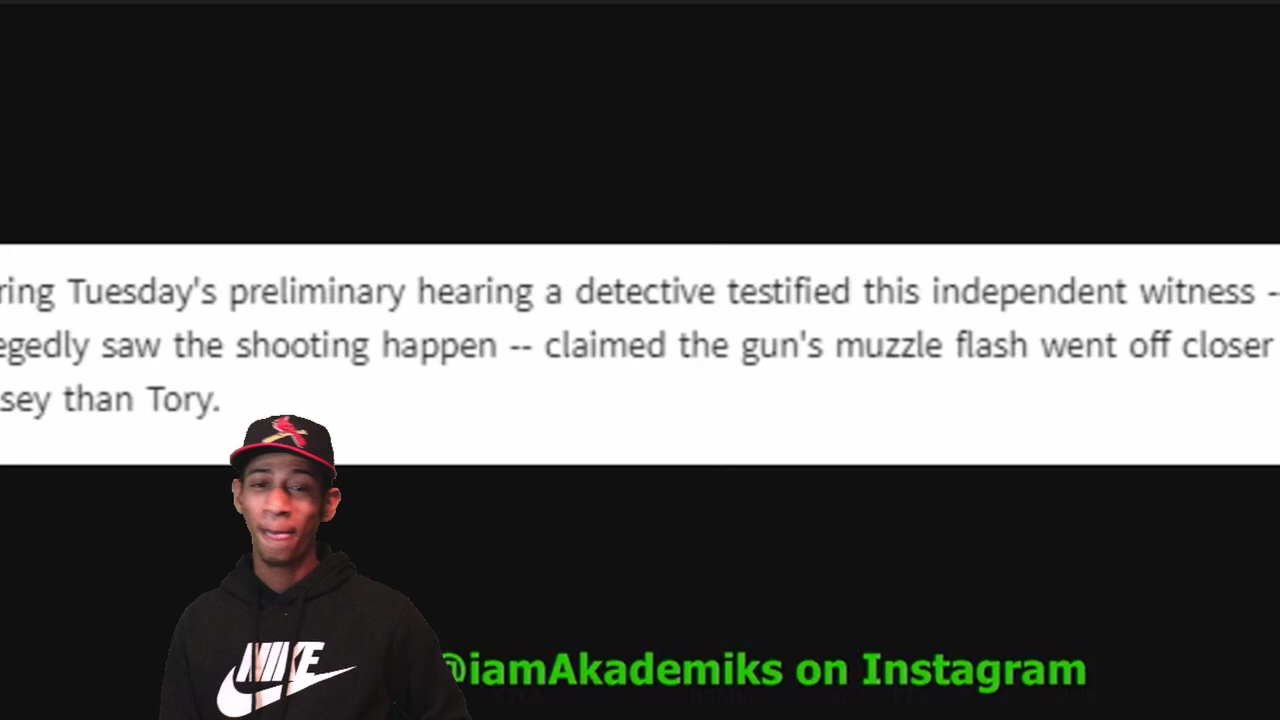 ring Tuesday's preliminary hearing a detective testified this independent witness --
egedly saw the shooting happen -- claimed the gun's muzzle flash went off closer
sey than Tory.
NIKE
@iamAkademiks on Instagram